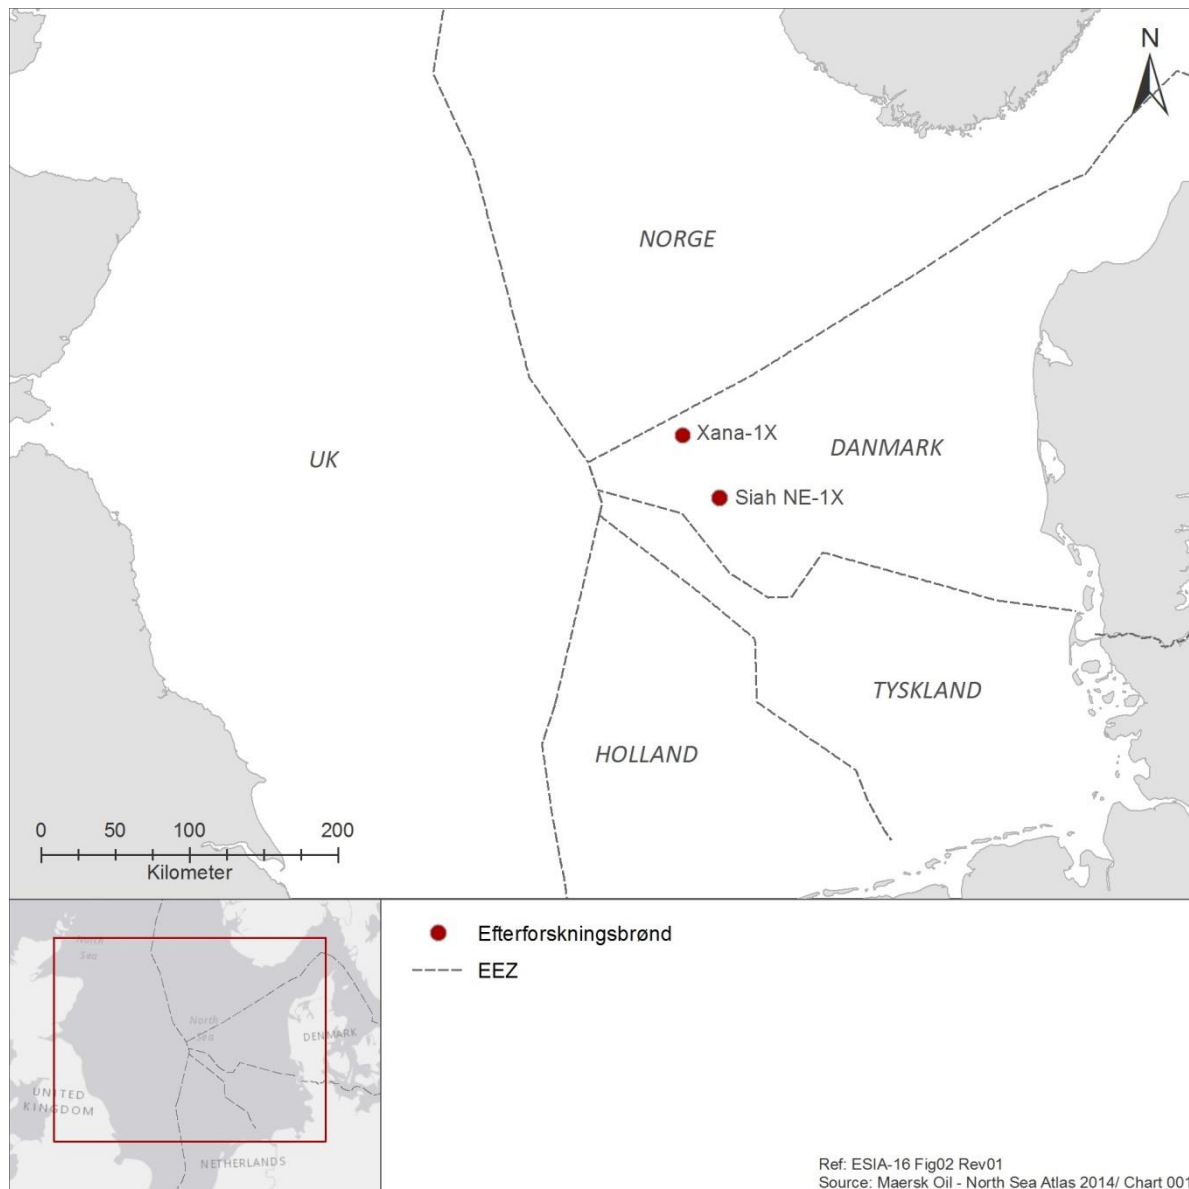 N
NORGE
Xana-1X
DANMARK
UK
Siah NE-1X
TYSKLAND
HOLLAND
0 50 100 200
Kilometer
North
Sea
North
Sea
DENMARK
UNITED
KINGDOM
NETHERLANDS
Efterforskningsbrønd
EEZ
Ref: ESIA-16 Fig02 Rev01
Source: Maersk Oil - North Sea Atlas 2014/ Chart 001